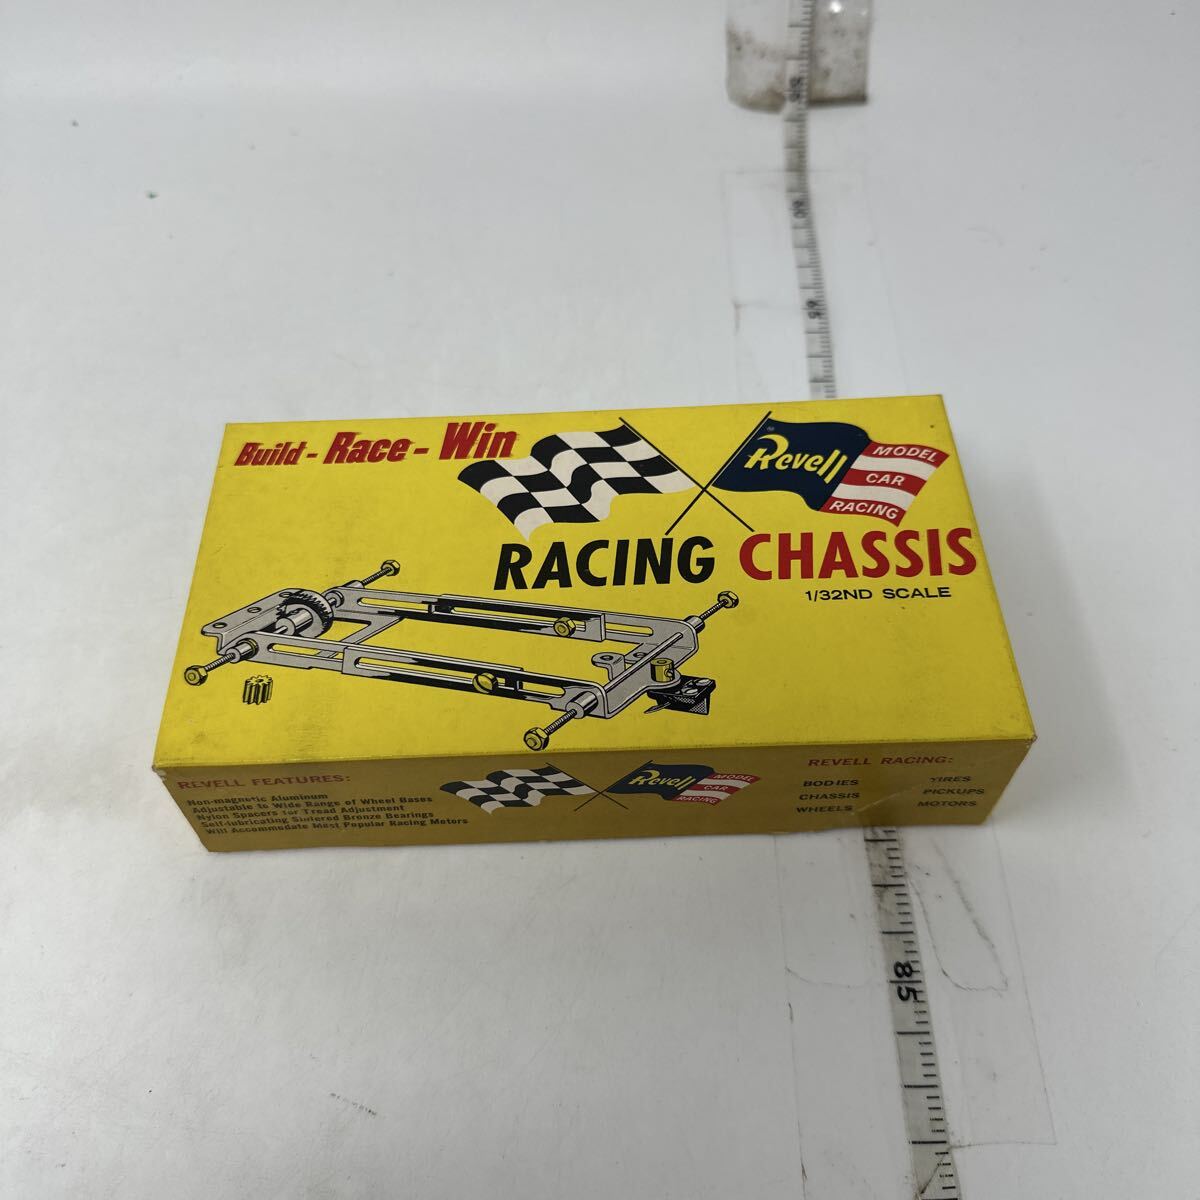 Build - Race - Win
Revell
MODEL
CAR
RACING
RACING CHASSIS
1/32ND SCALE
REVELL FEATURES:
Non-magnetic Aluminum
Adjustable to Wide Range of Wheel Bases
Nylon Spacers for Tread Adjustment
Self-lubricating Sintered Bronze Bearings
Will Accommodate Most Popular Racing Motors
Revell
MODEL
CAR
RACING
REVELL RACING:
BODIES TIRES
CHASSIS PICKUPS
WHEELS MOTORS
85